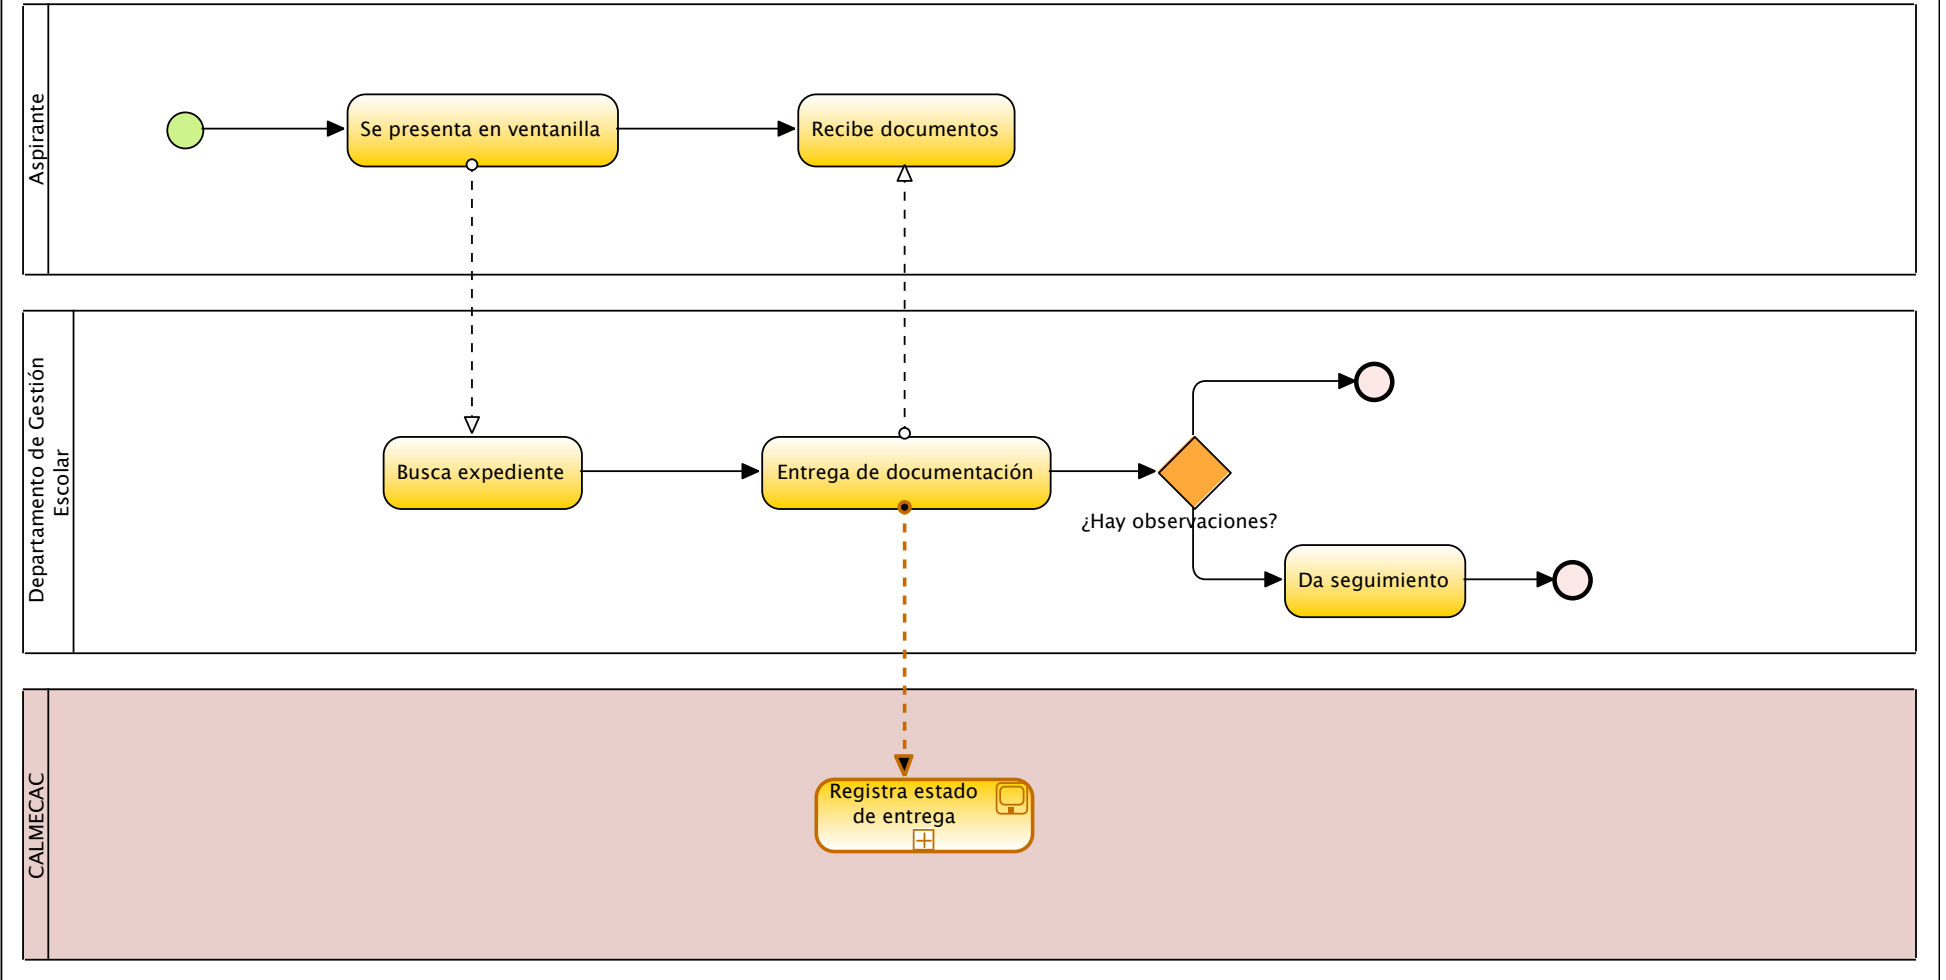 Aspirante
Se presenta en ventanilla
Recibe documentos
Departamento de Gestión
Escolar
Busca expediente
Entrega de documentación
¿Hay observaciones?
Da seguimiento
CALMECAC
Registra estado
de entrega